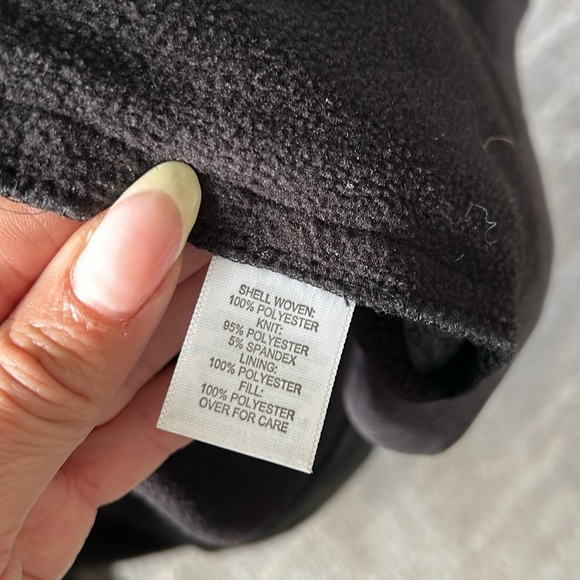 SHELL WOVEN:
100% POLYESTER
KNIT:
95% POLYESTER
5% SPANDEX
LINING:
100% POLYESTER
FILL:
100% POLYESTER
OVER FOR CARE